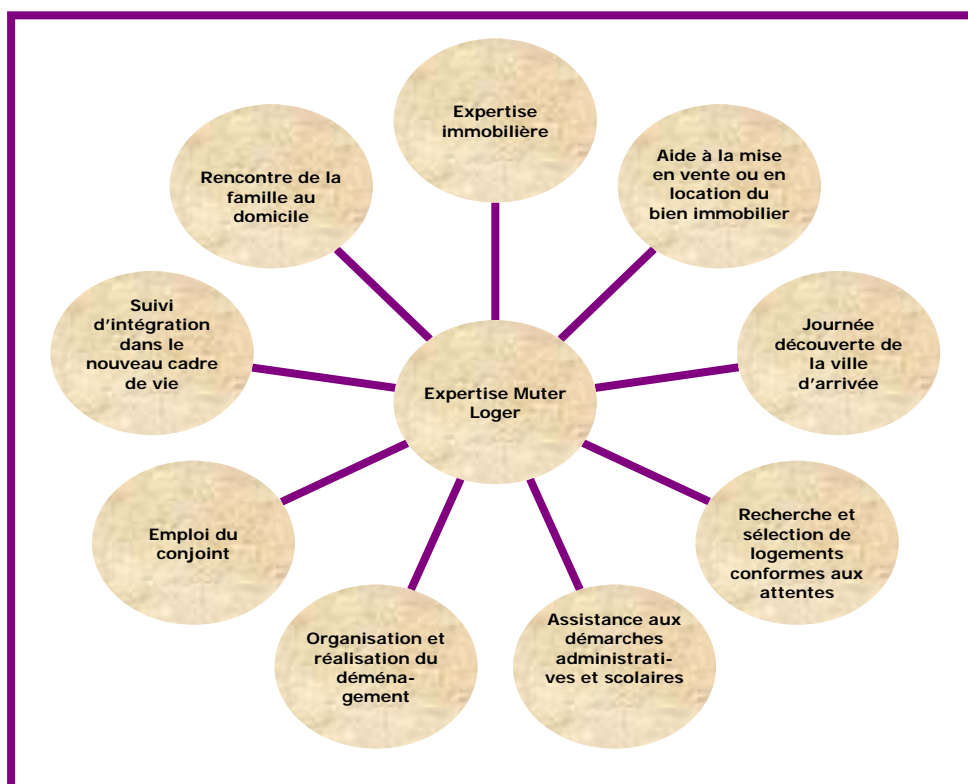 Expertise
immobilière
Aide à la mise
en vente ou en
location du
bien immobilier
Rencontre de la
famille au
domicile
Suivi
d'intégration
dans le
nouveau cadre
de vie
Journée
découverte de
la ville
d'arrivée
Expertise Muter
Loger
Emploi du
conjoint
Recherche et
sélection de
logements
conformes aux
attentes
Organisation et
réalisation du
déména-
gement
Assistance aux
démarches
administrati-
ves et scolaires